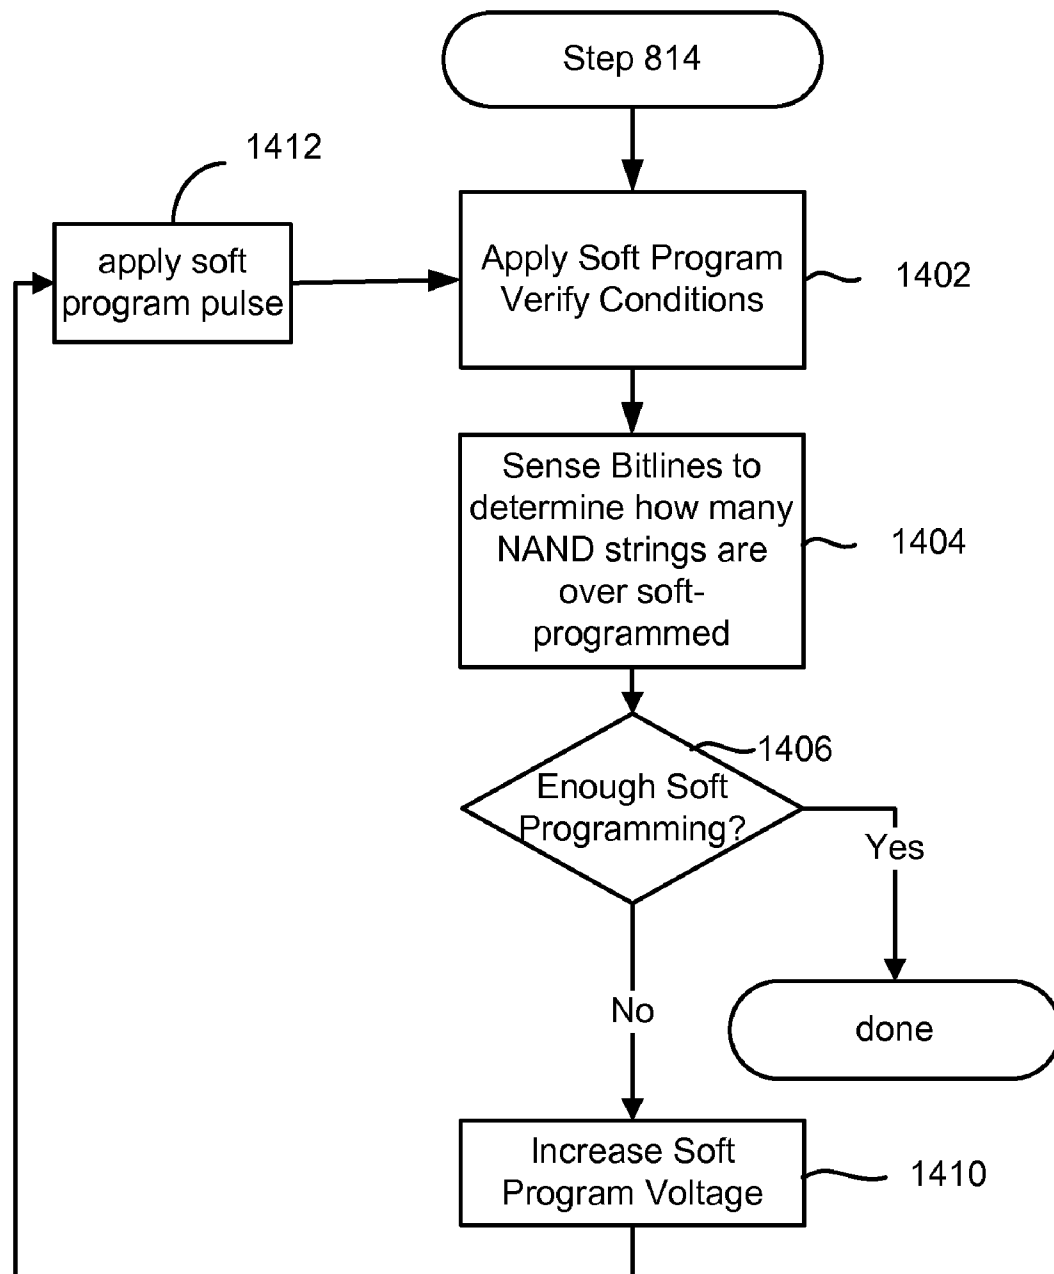 Step 814
1412
apply soft
program pulse
Apply Soft Program
Verify Conditions
1402
Sense Bitlines to
determine how many
NAND strings are
over soft-
programmed
1404
1406
Enough Soft
Programming?
Yes
No
done
Increase Soft
Program Voltage
1410